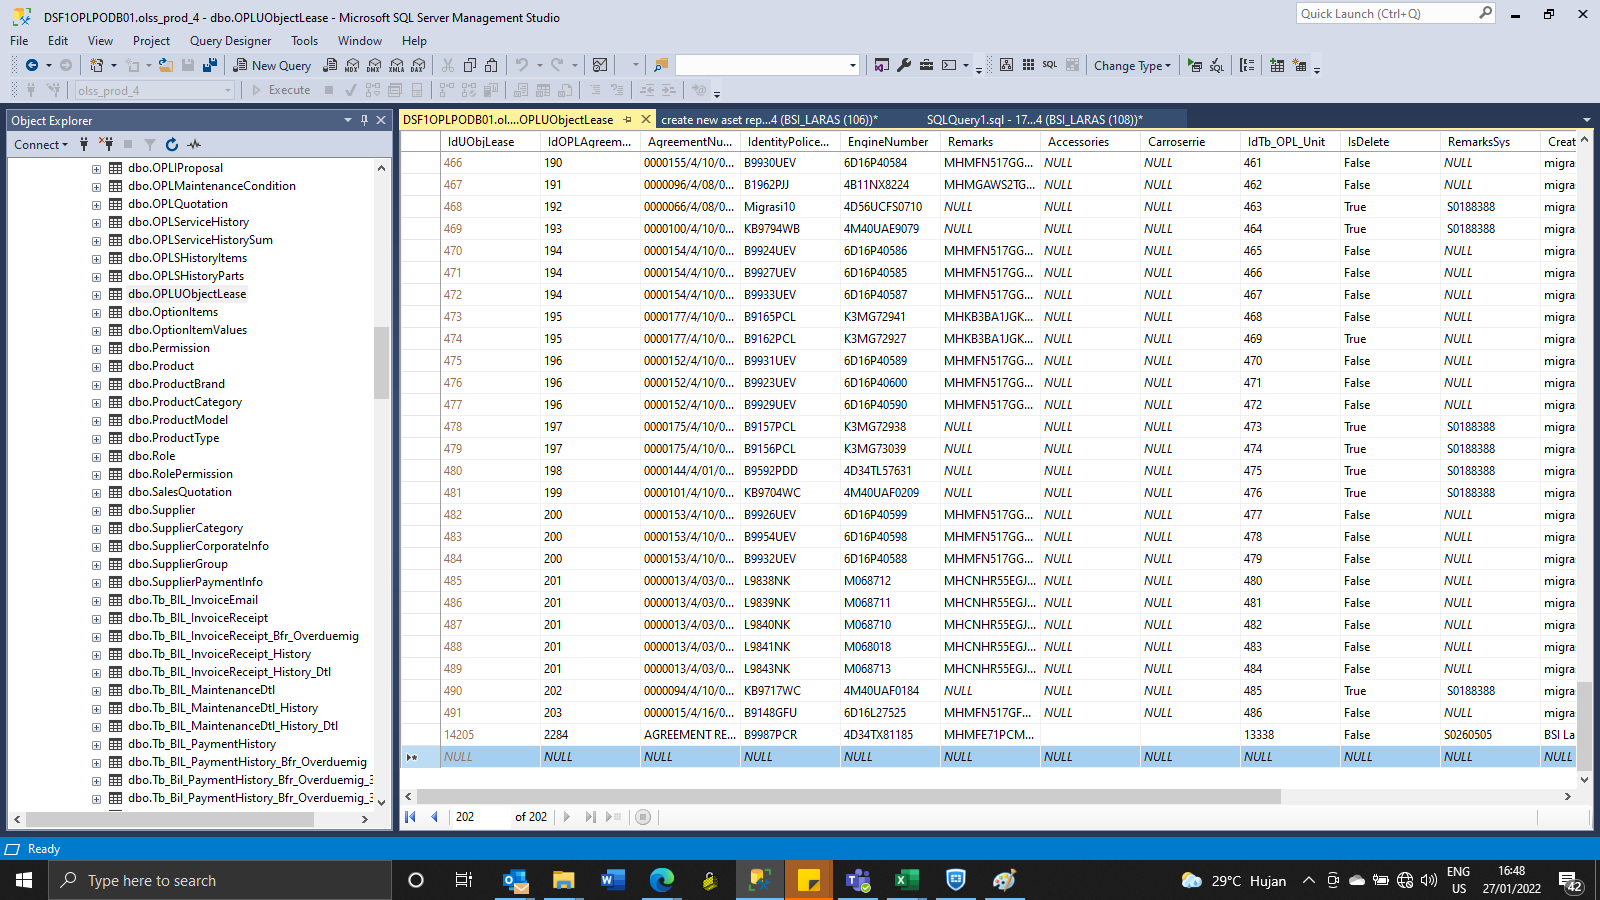 DSF1OPLPODB01.olss_prod_4 - dbo.OPLUObjectLease - Microsoft SQL Server Management Studio
Quick Launch (Ctrl+Q)
File Edit View Project Query Designer Tools Window Help
New Query MDX DMX XMLA DAX SQL Change Type
olss_prod_4 Execute
Object Explorer
Connect
dbo.OPLIProposal
dbo.OPLMaintenanceCondition
dbo.OPLQuotation
dbo.OPLServiceHistory
dbo.OPLServiceHistorySum
dbo.OPLSHistoryItems
dbo.OPLSHistoryParts
dbo.OPLUObjectLease
dbo.OptionItems
dbo.OptionItemValues
dbo.Permission
dbo.Product
dbo.ProductBrand
dbo.ProductCategory
dbo.ProductModel
dbo.ProductType
dbo.Role
dbo.RolePermission
dbo.SalesQuotation
dbo.Supplier
dbo.SupplierCategory
dbo.SupplierCorporateInfo
dbo.SupplierGroup
dbo.SupplierPaymentInfo
dbo.Tb_BIL_InvoiceEmail
dbo.Tb_BIL_InvoiceReceipt
dbo.Tb_BIL_InvoiceReceipt_Bfr_Overduemig
dbo.Tb_BIL_InvoiceReceipt_History
dbo.Tb_BIL_InvoiceReceipt_History_Dtl
dbo.Tb_BIL_MaintenanceDtl
dbo.Tb_BIL_MaintenanceDtl_History
dbo.Tb_BIL_MaintenanceDtl_History_Dtl
dbo.Tb_BIL_PaymentHistory
dbo.Tb_BIL_PaymentHistory_Bfr_Overduemig
dbo.Tb_Bil_PaymentHistory_Bfr_Overduemig_3
dbo.Tb_Bil_PaymentHistory_Bfr_Overduemig_3
DSF1OPLPODB01.ol....OPLUObjectLease create new aset rep...4 (BSI_LARAS (106))* SQLQuery1.sql - 17...4 (BSI_LARAS (108))*
IdUObjLease IdOPLAgreem... AgreementNu... IdentityPolice... EngineNumber Remarks Accessories Carroserrie IdTb_OPL_Unit IsDelete RemarksSys Creat
466 190 0000155/4/10/0... B9930UEV 6D16P40584 MHMFN517GG... NULL NULL 461 False NULL migra
467 191 0000096/4/08/0... B1962PJJ 4B11NX8224 MHMGAWS2TG... NULL NULL 462 False NULL migra
468 192 0000066/4/08/0... Migrasi10 4D56UCFS0710 NULL NULL NULL 463 True S0188388 migra
469 193 0000100/4/10/0... KB9794WB 4M40UAE9079 NULL NULL NULL 464 True S0188388 migra
470 194 0000154/4/10/0... B9924UEV 6D16P40586 MHMFN517GG... NULL NULL 465 False NULL migra
471 194 0000154/4/10/0... B9927UEV 6D16P40585 MHMFN517GG... NULL NULL 466 False NULL migra
472 194 0000154/4/10/0... B9933UEV 6D16P40587 MHMFN517GG... NULL NULL 467 False NULL migra
473 195 0000177/4/10/0... B9165PCL K3MG72941 MHKB3BA1JGK... NULL NULL 468 False NULL migra
474 195 0000177/4/10/0... B9162PCL K3MG72927 MHKB3BA1JGK... NULL NULL 469 True NULL migra
475 196 0000152/4/10/0... B9931UEV 6D16P40589 MHMFN517GG... NULL NULL 470 False NULL migra
476 196 0000152/4/10/0... B9923UEV 6D16P40600 MHMFN517GG... NULL NULL 471 False NULL migra
477 196 0000152/4/10/0... B9929UEV 6D16P40590 MHMFN517GG... NULL NULL 472 False NULL migra
478 197 0000175/4/10/0... B9157PCL K3MG72938 NULL NULL NULL 473 True S0188388 migra
479 197 0000175/4/10/0... B9156PCL K3MG73039 NULL NULL NULL 474 True S0188388 migra
480 198 0000144/4/01/0... B9592PDD 4D34TL57631 NULL NULL NULL 475 True S0188388 migra
481 199 0000101/4/10/0... KB9704WC 4M40UAF0209 NULL NULL NULL 476 True S0188388 migra
482 200 0000153/4/10/0... B9926UEV 6D16P40599 MHMFN517GG... NULL NULL 477 False NULL migra
483 200 0000153/4/10/0... B9954UEV 6D16P40598 MHMFN517GG... NULL NULL 478 False NULL migra
484 200 0000153/4/10/0... B9932UEV 6D16P40588 MHMFN517GG... NULL NULL 479 False NULL migra
485 201 0000013/4/03/0... L9838NK M068712 MHCNHR55EGJ... NULL NULL 480 False NULL migra
486 201 0000013/4/03/0... L9839NK M068711 MHCNHR55EGJ... NULL NULL 481 False NULL migra
487 201 0000013/4/03/0... L9840NK M068710 MHCNHR55EGJ... NULL NULL 482 False NULL migra
488 201 0000013/4/03/0... L9841NK M068018 MHCNHR55EGJ... NULL NULL 483 False NULL migra
489 201 0000013/4/03/0... L9843NK M068713 MHCNHR55EGJ... NULL NULL 484 False NULL migra
490 202 0000094/4/10/0... KB9717WC 4M40UAF0184 NULL NULL NULL 485 True S0188388 migra
491 203 0000015/4/16/0... B9148GFU 6D16L27525 MHMFN517GF... NULL NULL 486 False NULL migra
14205 2284 AGREEMENT RE... B9987PCR 4D34TX81185 MHMFE71PCM... 13338 False S0260505 BSI La
NULL NULL NULL NULL NULL NULL NULL NULL NULL NULL NULL NULL
202 of 202
Ready
Type here to search
29°C Hujan
ENG
US
16:48
27/01/2022
42